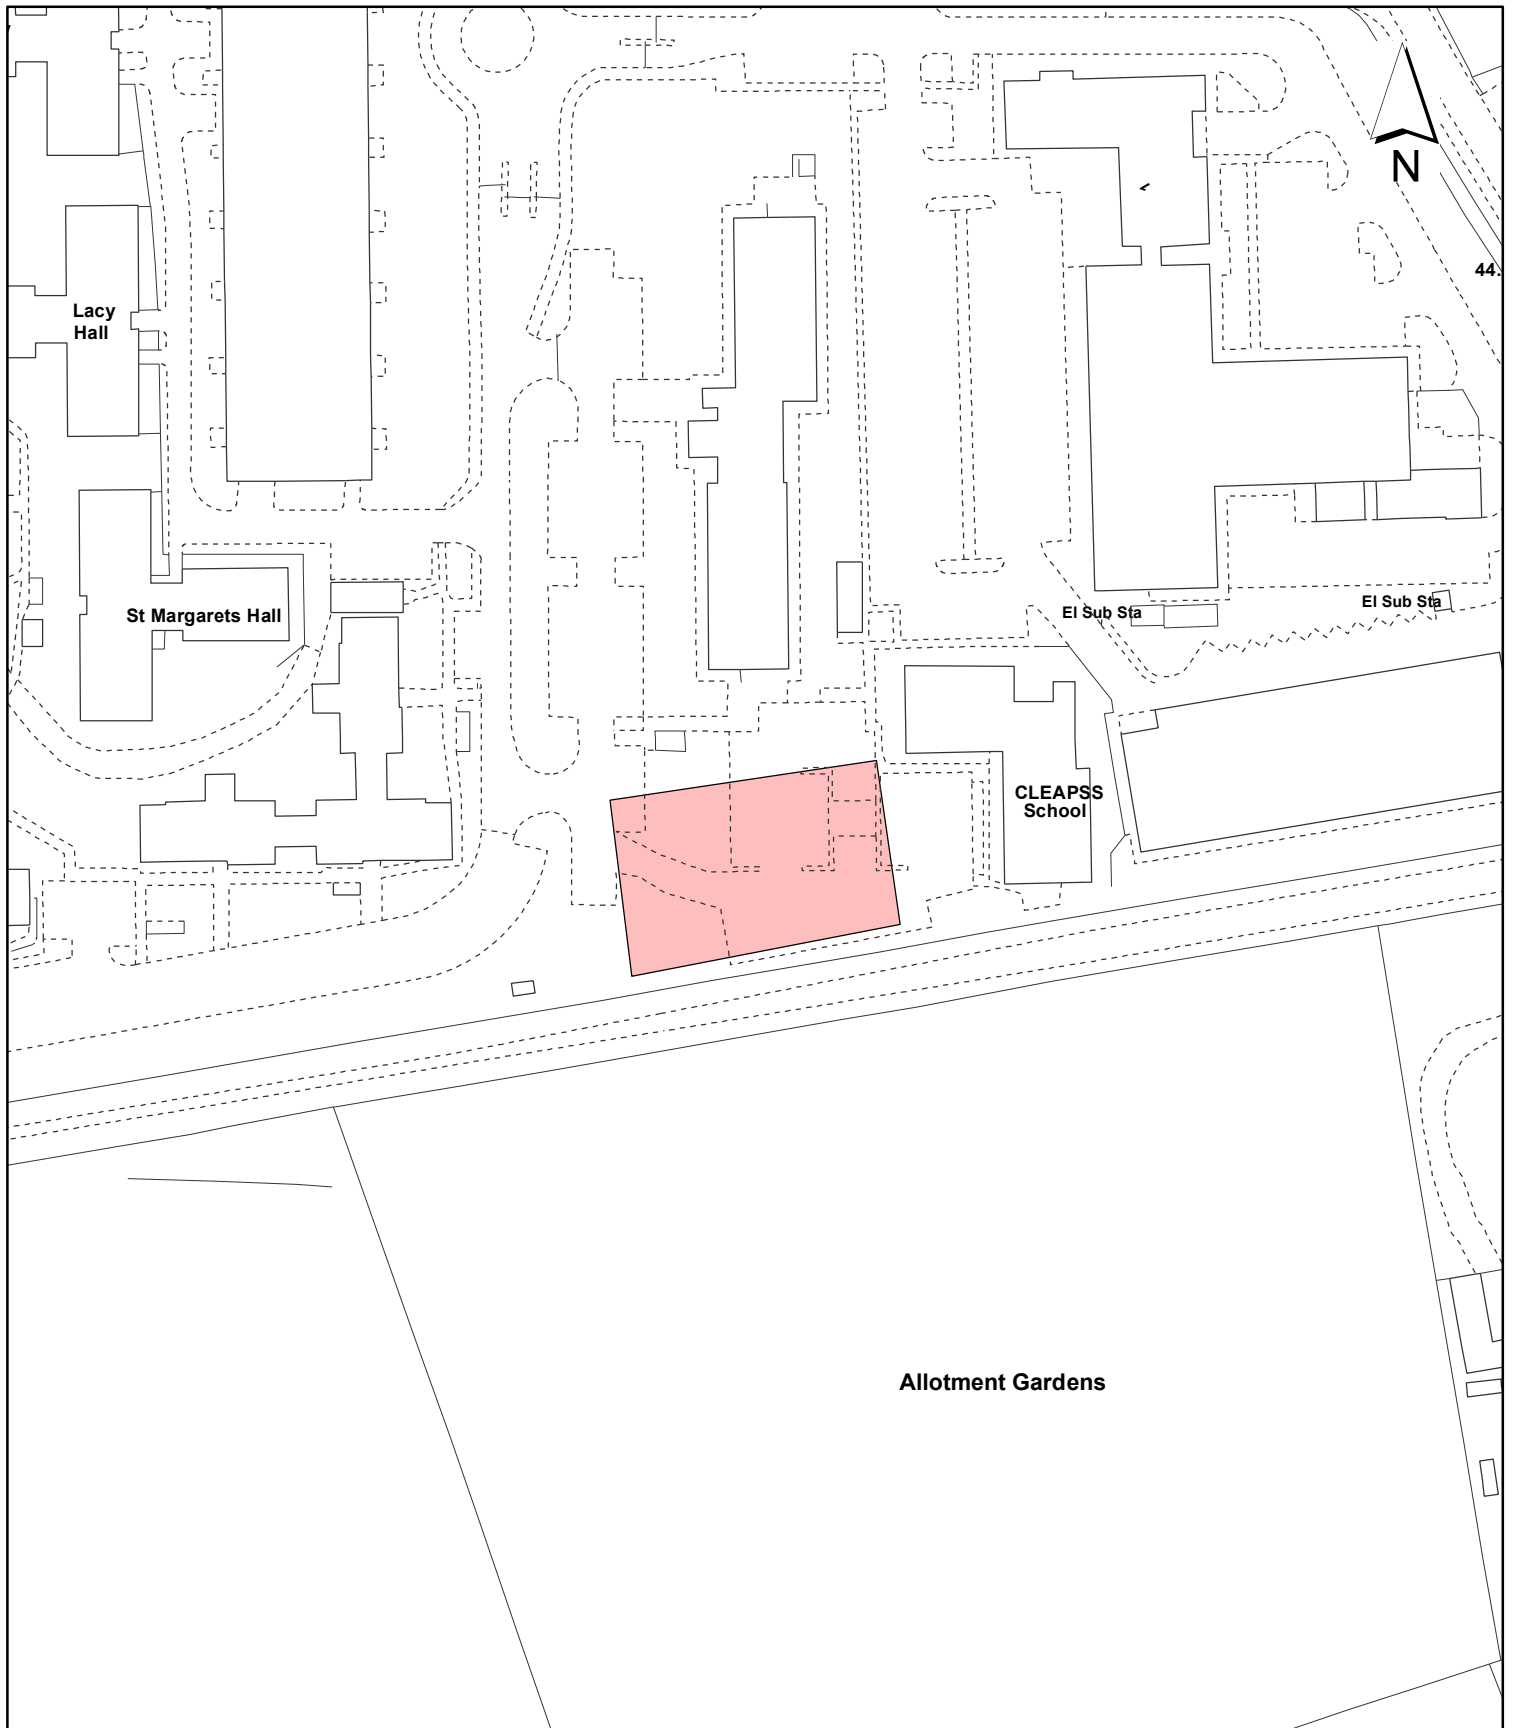 N
44.
Lacy
Hall
El Sub Sta
El Sub Sta
St Margarets Hall
CLEAPSS
School
Allotment Gardens